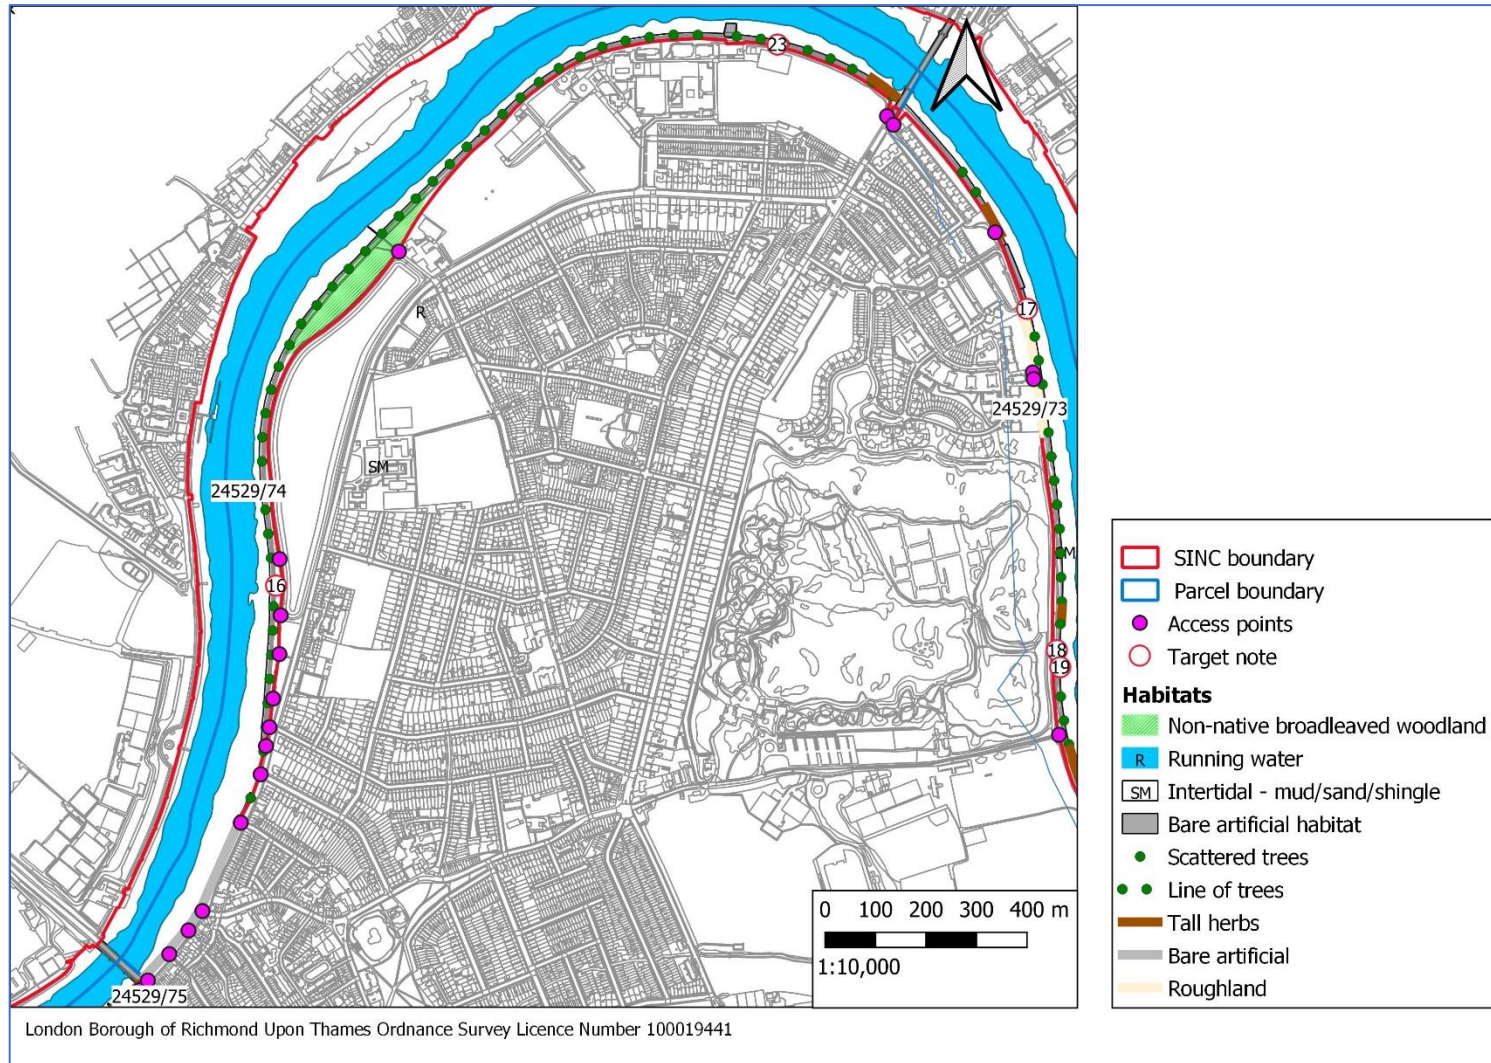 23
17
24529/73
R
SM
24529/74
M
16
18
19
24529/75
0 100 200 300 400 m
1:10,000
SINC boundary
Parcel boundary
Access points
Target note
Habitats
Non-native broadleaved woodland
R Running water
SM Intertidal - mud/sand/shingle
Bare artificial habitat
Scattered trees
Line of trees
Tall herbs
Bare artificial
Roughland
London Borough of Richmond Upon Thames Ordnance Survey Licence Number 100019441